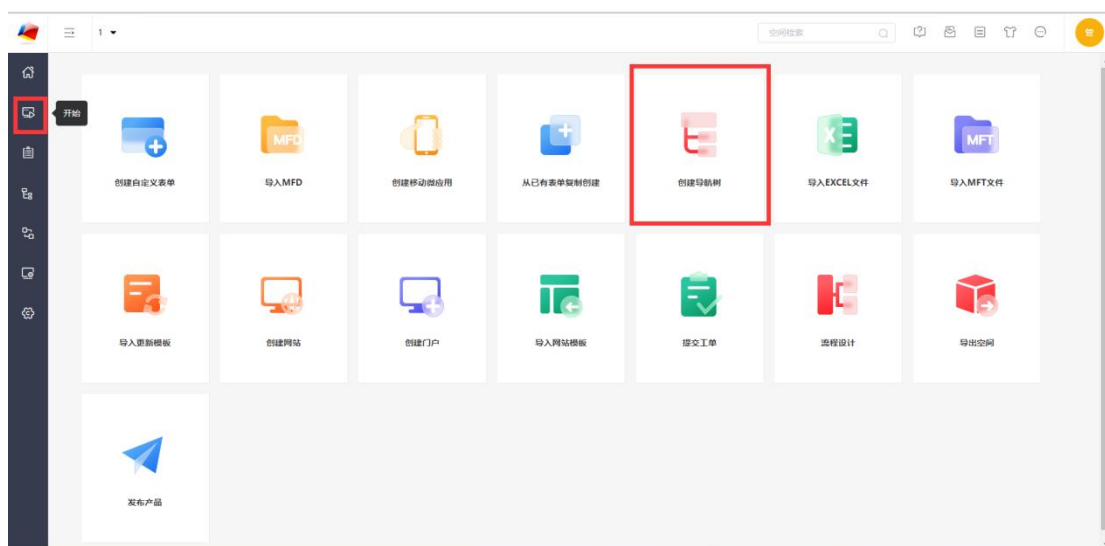 1
空间检索
管
开始
MFD
X
MFT
创建自定义表单
导入MFD
创建移动微应用
从已有表单复制创建
创建导航树
导入EXCEL文件
导入MFT文件
导入更新模板
创建网站
创建门户
导入网站模板
提交工单
流程设计
导出空间
发布产品